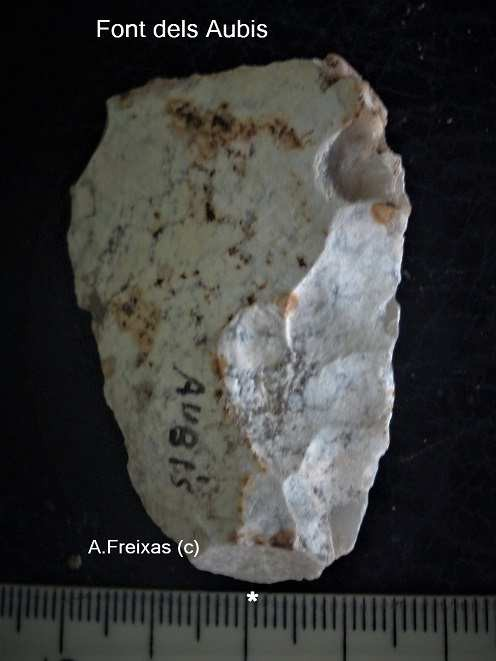 Font dels Aubis
AUBIS
A.Freixas (c)
*